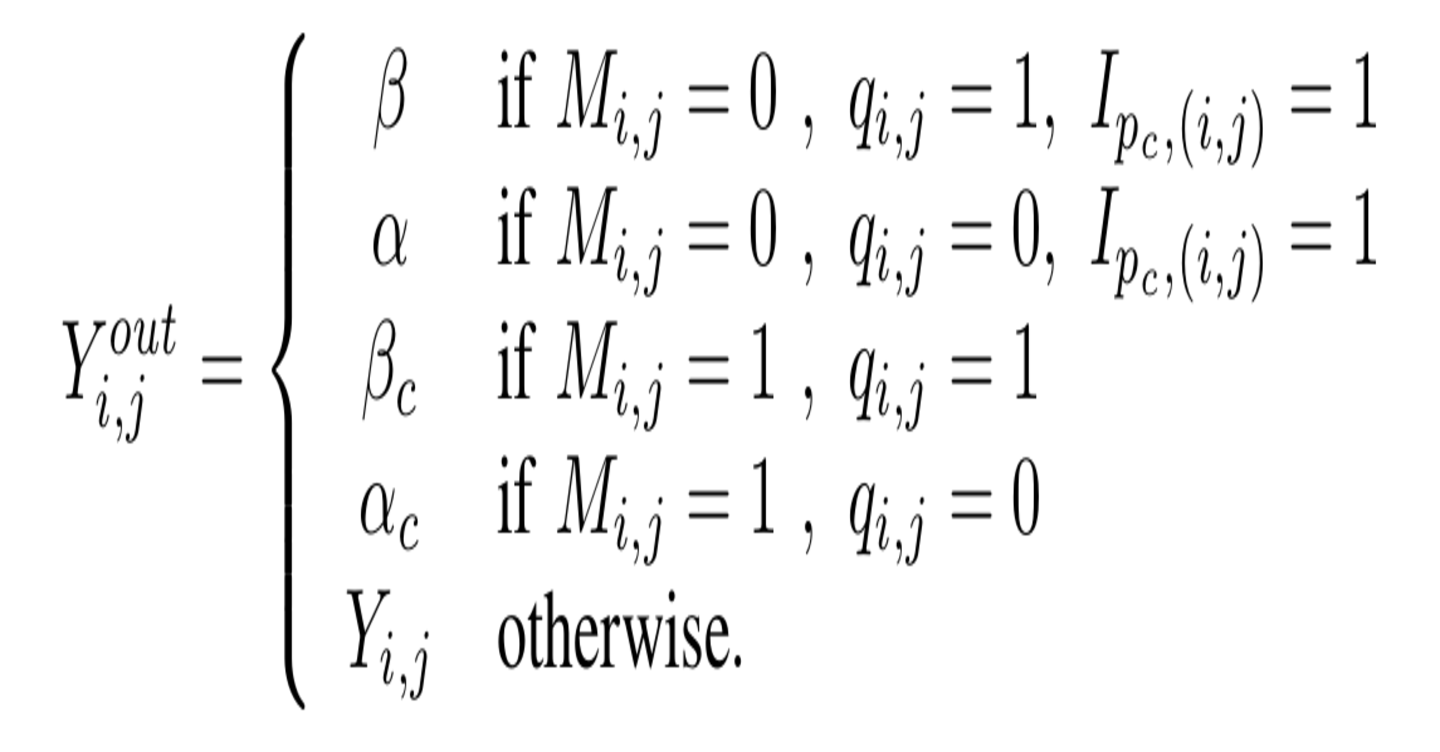 β if M_{i,j} = 0 , q_{i,j} = 1, I_{p_c,(i,j)} = 1
α if M_{i,j} = 0 , q_{i,j} = 0, I_{p_c,(i,j)} = 1
Y^{out}_{i,j} = { β_c if M_{i,j} = 1 , q_{i,j} = 1
α_c if M_{i,j} = 1 , q_{i,j} = 0
Y_{i,j} otherwise.